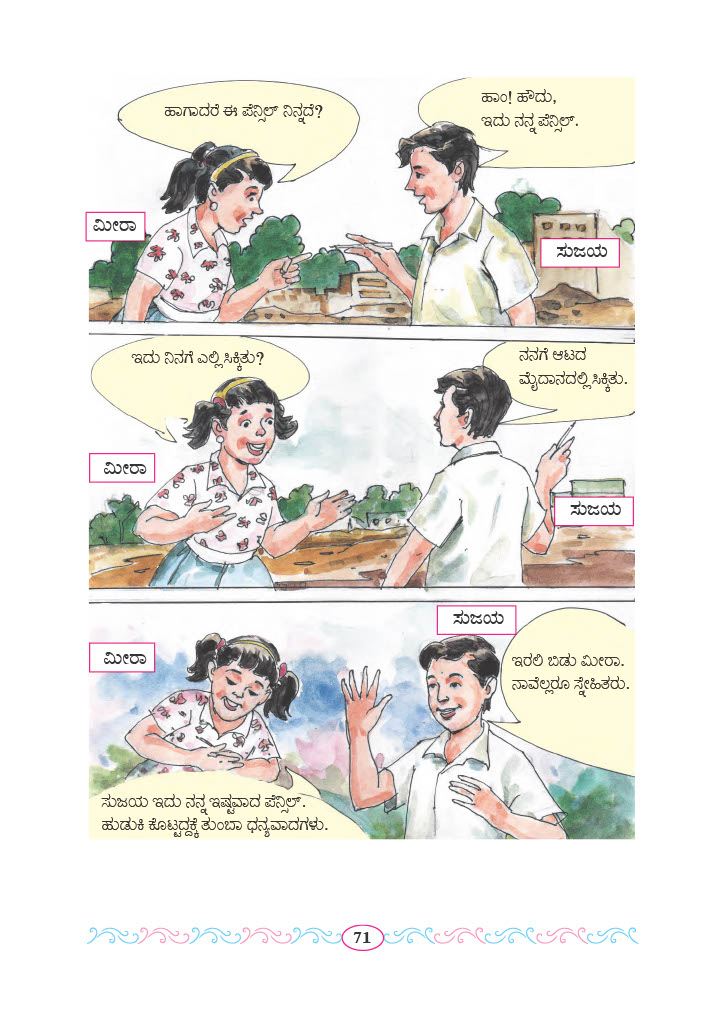 ಹಾಗಾದರೆ ಈ ಪೆನ್ಸಿಲ್ ನಿನ್ನದೆ?
ಹಾಂ! ಹೌದು,
ಇದು ನನ್ನ ಪೆನ್ಸಿಲ್.
ಮೀರಾ
ಸುಜಯ
ಇದು ನಿನಗೆ ಎಲ್ಲಿ ಸಿಕ್ಕಿತು?
ನನಗೆ ಆಟದ
ಮೈದಾನದಲ್ಲಿ ಸಿಕ್ಕಿತು.
ಮೀರಾ
ಸುಜಯ
ಸುಜಯ
ಮೀರಾ
ಇರಲಿ ಬಿಡು ಮೀರಾ.
ನಾವೆಲ್ಲರೂ ಸ್ನೇಹಿತರು.
ಸುಜಯ ಇದು ನನ್ನ ಇಷ್ಟವಾದ ಪೆನ್ಸಿಲ್.
ಹುಡುಕಿ ಕೊಟ್ಟದ್ದಕ್ಕೆ ತುಂಬಾ ಧನ್ಯವಾದಗಳು.
71